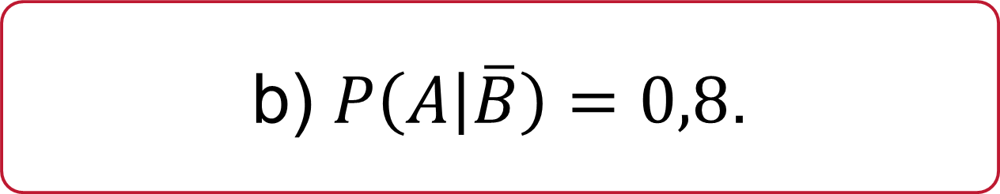 b) P(A|B̅) = 0,8.